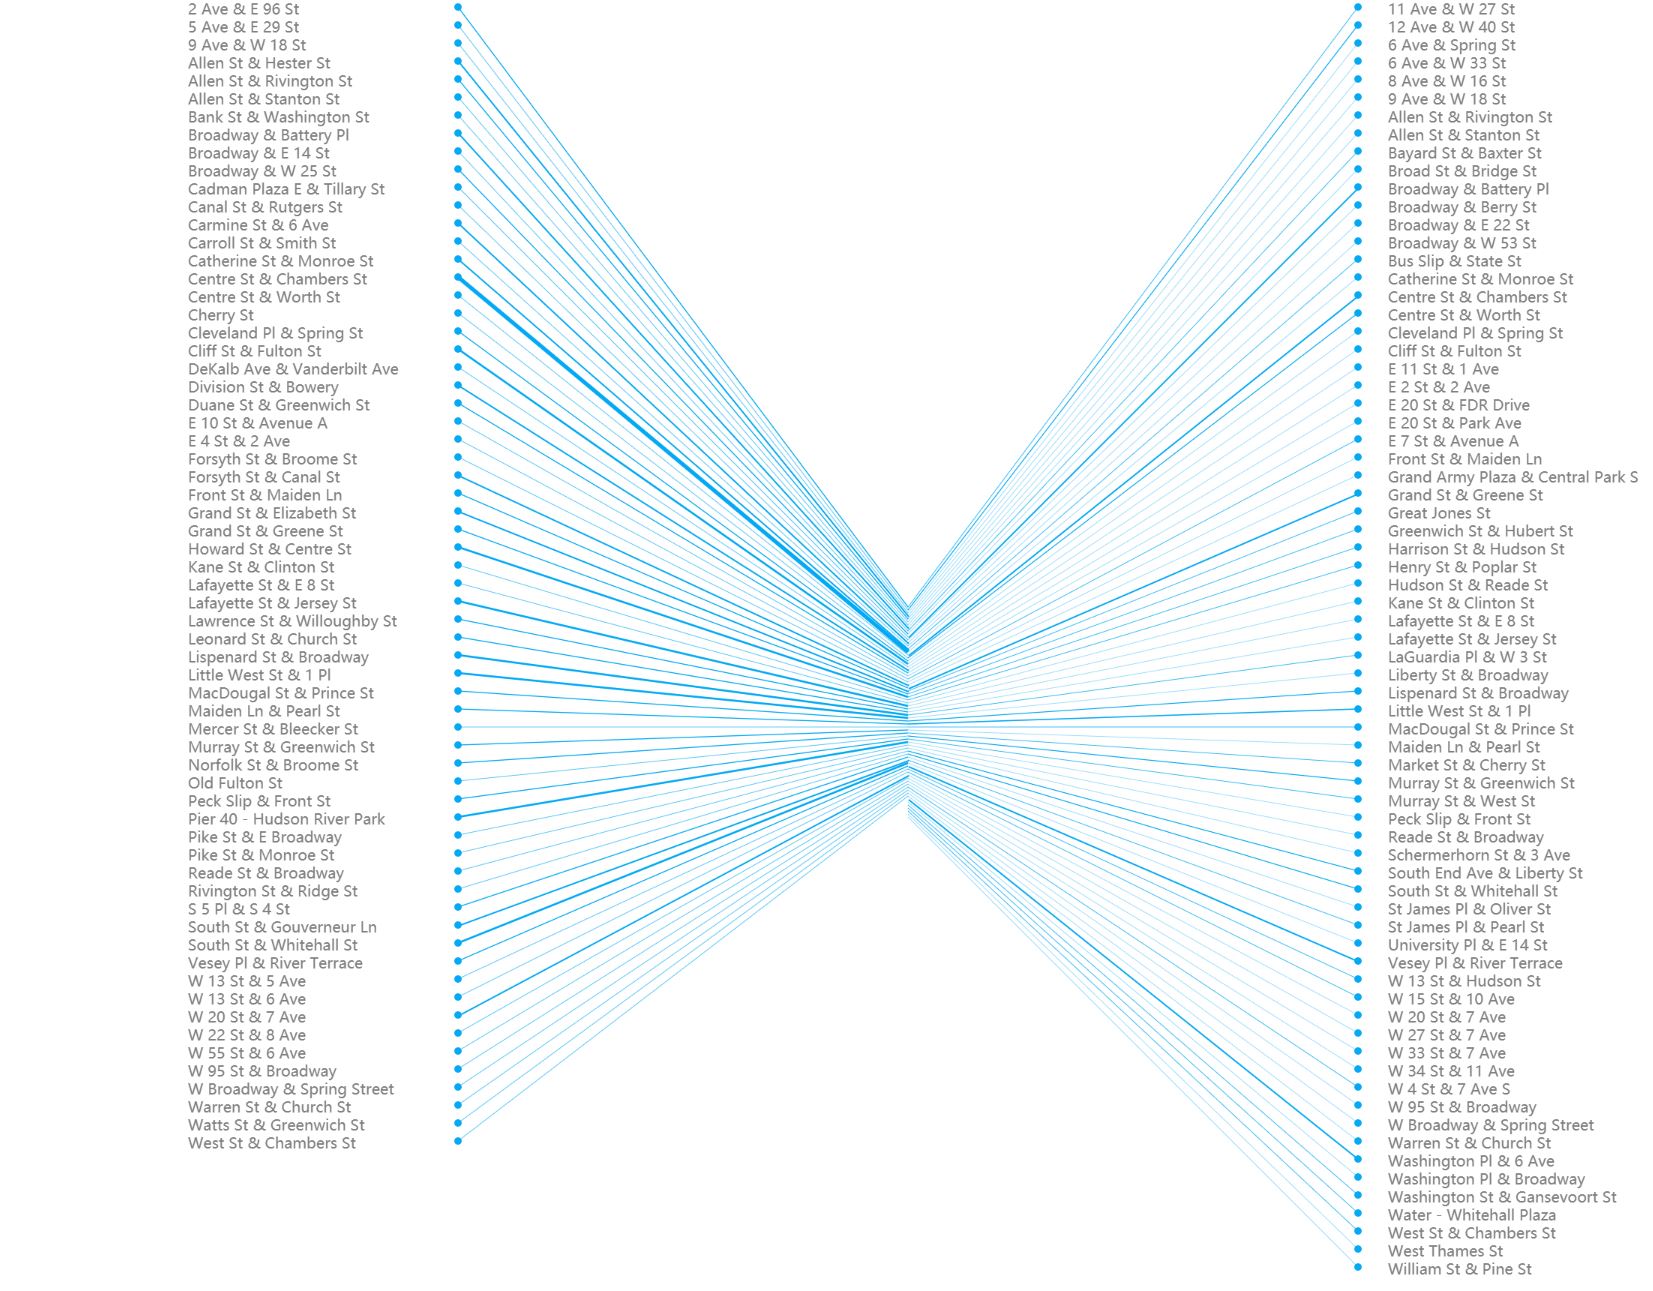 2 Ave & E 96 St
5 Ave & E 29 St
9 Ave & W 18 St
Allen St & Hester St
Allen St & Rivington St
Allen St & Stanton St
Bank St & Washington St
Broadway & Battery Pl
Broadway & E 14 St
Broadway & W 25 St
Cadman Plaza E & Tillary St
Canal St & Rutgers St
Carmine St & 6 Ave
Carroll St & Smith St
Catherine St & Monroe St
Centre St & Chambers St
Centre St & Worth St
Cherry St
Cleveland Pl & Spring St
Cliff St & Fulton St
DeKalb Ave & Vanderbilt Ave
Division St & Bowery
Duane St & Greenwich St
E 10 St & Avenue A
E 4 St & 2 Ave
Forsyth St & Broome St
Forsyth St & Canal St
Front St & Maiden Ln
Grand St & Elizabeth St
Grand St & Greene St
Howard St & Centre St
Kane St & Clinton St
Lafayette St & E 8 St
Lafayette St & Jersey St
Lawrence St & Willoughby St
Leonard St & Church St
Lispenard St & Broadway
Little West St & 1 Pl
MacDougal St & Prince St
Maiden Ln & Pearl St
Mercer St & Bleecker St
Murray St & Greenwich St
Norfolk St & Broome St
Old Fulton St
Peck Slip & Front St
Pier 40 - Hudson River Park
Pike St & E Broadway
Pike St & Monroe St
Reade St & Broadway
Rivington St & Ridge St
S 5 Pl & S 4 St
South St & Gouverneur Ln
South St & Whitehall St
Vesey Pl & River Terrace
W 13 St & 5 Ave
W 13 St & 6 Ave
W 20 St & 7 Ave
W 22 St & 8 Ave
W 55 St & 6 Ave
W 95 St & Broadway
W Broadway & Spring Street
Warren St & Church St
Watts St & Greenwich St
West St & Chambers St
11 Ave & W 27 St
12 Ave & W 40 St
6 Ave & Spring St
6 Ave & W 33 St
8 Ave & W 16 St
9 Ave & W 18 St
Allen St & Rivington St
Allen St & Stanton St
Bayard St & Baxter St
Broad St & Bridge St
Broadway & Battery Pl
Broadway & Berry St
Broadway & E 22 St
Broadway & W 53 St
Bus Slip & State St
Catherine St & Monroe St
Centre St & Chambers St
Centre St & Worth St
Cleveland Pl & Spring St
Cliff St & Fulton St
E 11 St & 1 Ave
E 2 St & 2 Ave
E 20 St & FDR Drive
E 20 St & Park Ave
E 7 St & Avenue A
Front St & Maiden Ln
Grand Army Plaza & Central Park S
Grand St & Greene St
Great Jones St
Greenwich St & Hubert St
Harrison St & Hudson St
Henry St & Poplar St
Hudson St & Reade St
Kane St & Clinton St
Lafayette St & E 8 St
Lafayette St & Jersey St
LaGuardia Pl & W 3 St
Liberty St & Broadway
Lispenard St & Broadway
Little West St & 1 Pl
MacDougal St & Prince St
Maiden Ln & Pearl St
Market St & Cherry St
Murray St & Greenwich St
Murray St & West St
Peck Slip & Front St
Reade St & Broadway
Schermerhorn St & 3 Ave
South End Ave & Liberty St
South St & Whitehall St
St James Pl & Oliver St
St James Pl & Pearl St
University Pl & E 14 St
Vesey Pl & River Terrace
W 13 St & Hudson St
W 15 St & 10 Ave
W 20 St & 7 Ave
W 27 St & 7 Ave
W 33 St & 7 Ave
W 34 St & 11 Ave
W 4 St & 7 Ave S
W 95 St & Broadway
W Broadway & Spring Street
Warren St & Church St
Washington Pl & 6 Ave
Washington Pl & Broadway
Washington St & Gansevoort St
Water - Whitehall Plaza
West St & Chambers St
West Thames St
William St & Pine St